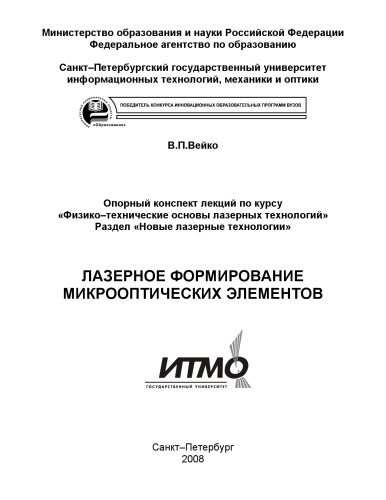 Министерство образования и науки Российской Федерации
Федеральное агентство по образованию
Санкт–Петербургский государственный университет
информационных технологий, механики и оптики
ПОБЕДИТЕЛЬ КОНКУРСА ИННОВАЦИОННЫХ ОБРАЗОВАТЕЛЬНЫХ ПРОГРАММ ВУЗОВ
«Образование»
В.П.Вейко
Опорный конспект лекций по курсу
«Физико–технические основы лазерных технологий»
Раздел «Новые лазерные технологии»
ЛАЗЕРНОЕ ФОРМИРОВАНИЕ
МИКРООПТИЧЕСКИХ ЭЛЕМЕНТОВ
ИТМО
ГОСУДАРСТВЕННЫЙ УНИВЕРСИТЕТ
Санкт–Петербург
2008